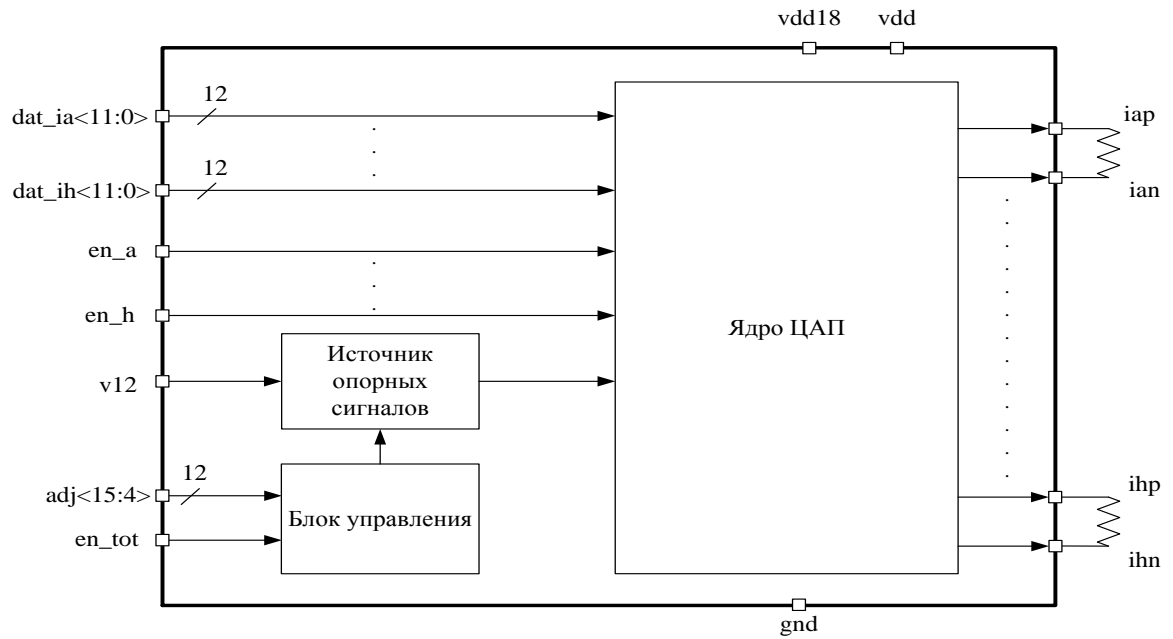 vdd18 vdd
12
dat_ia<11:0>
iap
12
dat_ih<11:0>
ian
en_a
en_h
Ядро ЦАП
Источник
опорных
сигналов
v12
12
adj<15:4>
ihp
Блок управления
en_tot
ihn
gnd